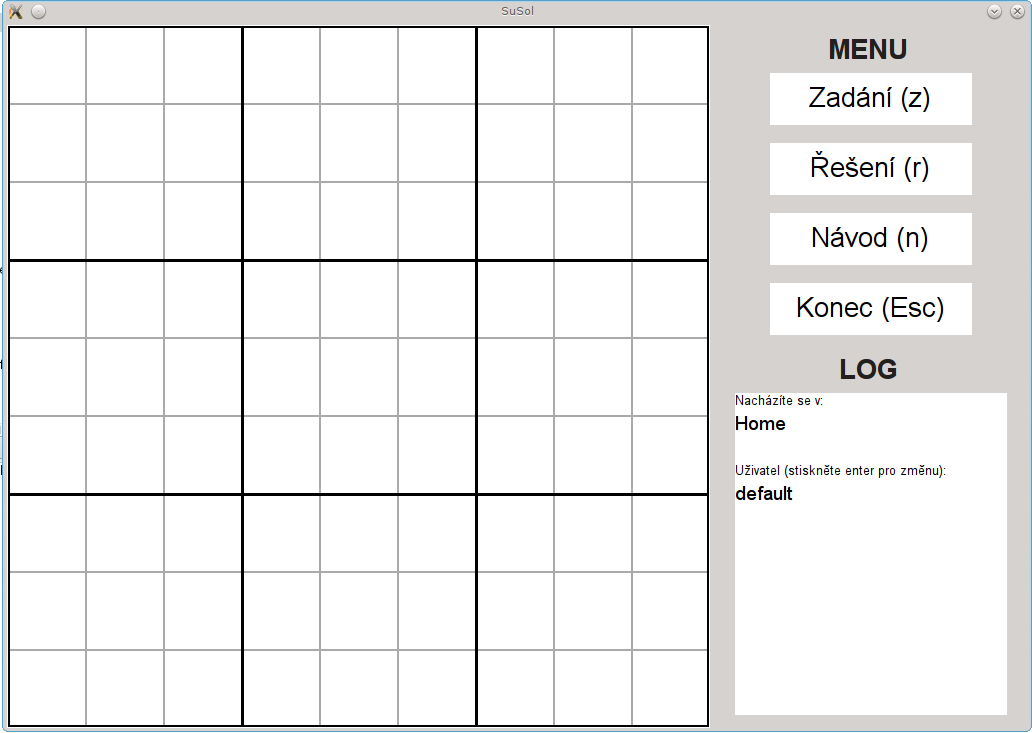 SuSol
MENU
Zadání (z)
Řešení (r)
Návod (n)
Konec (Esc)
LOG
Nacházíte se v:
Home
Uživatel (stiskněte enter pro změnu):
default